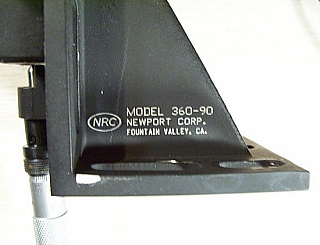 NRC
MODEL 360-90
NEWPORT CORP.
FOUNTAIN VALLEY, CA.